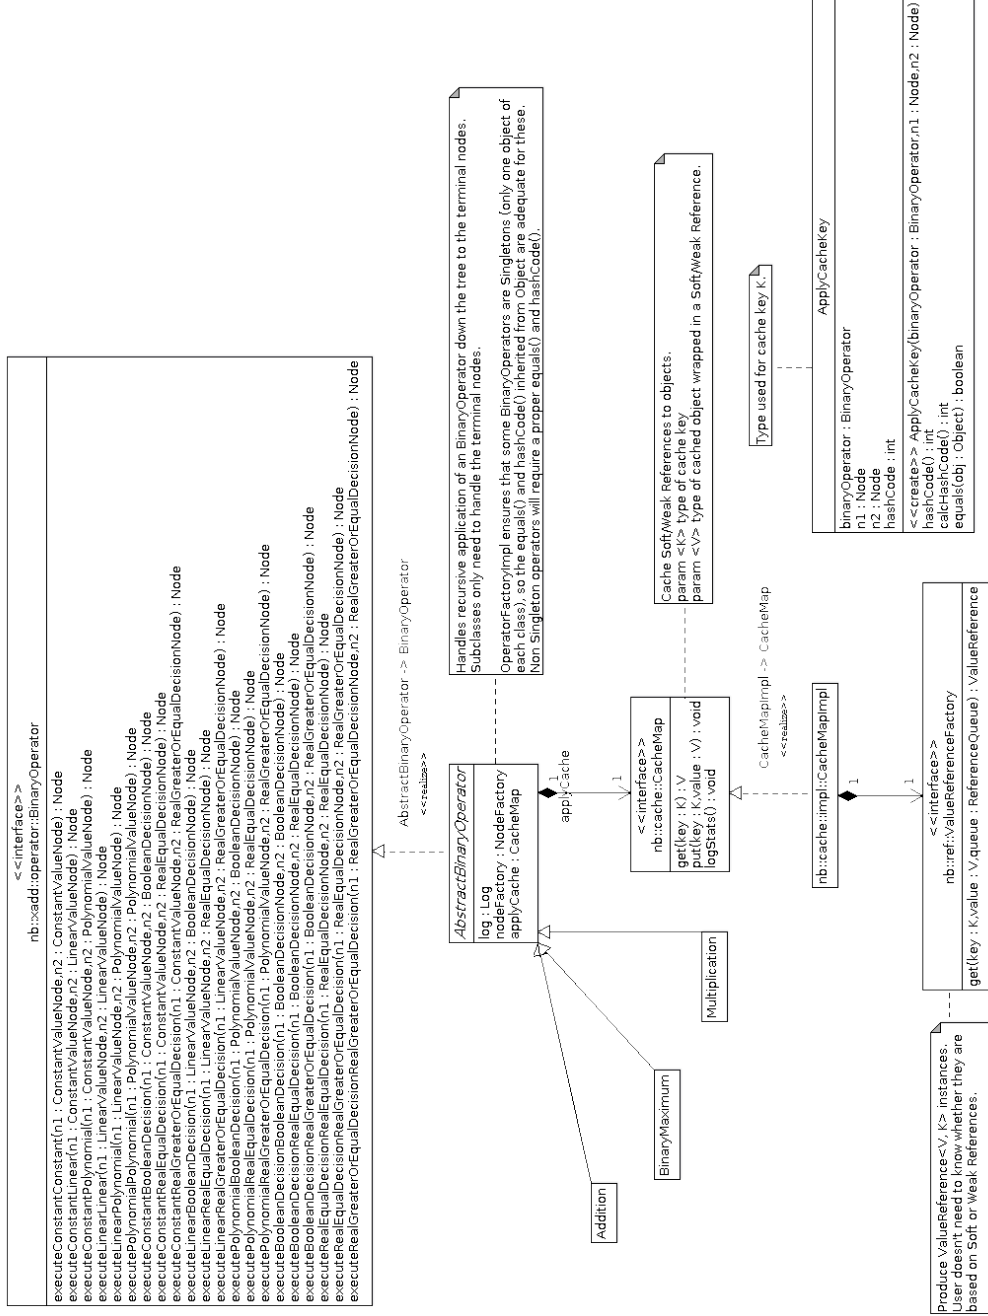 <<interface>>
nb::xadd::operator::BinaryOperator
executeConstantConstant(n1 : ConstantValueNode,n2 : ConstantValueNode) : Node
executeConstantLinear(n1 : ConstantValueNode,n2 : LinearValueNode) : Node
executeConstantPolynomial(n1 : ConstantValueNode,n2 : PolynomialValueNode) : Node
executeLinearLinear(n1 : LinearValueNode,n2 : LinearValueNode) : Node
executeLinearPolynomial(n1 : LinearValueNode,n2 : PolynomialValueNode) : Node
executePolynomialPolynomial(n1 : PolynomialValueNode,n2 : PolynomialValueNode) : Node
executeConstantBooleanDecision(n1 : ConstantValueNode,n2 : BooleanDecisionNode) : Node
executeConstantRealEqualDecision(n1 : ConstantValueNode,n2 : RealEqualDecisionNode) : Node
executeConstantRealGreaterOrEqualDecision(n1 : ConstantValueNode,n2 : RealGreaterOrEqualDecisionNode) : Node
executeLinearBooleanDecision(n1 : LinearValueNode,n2 : BooleanDecisionNode) : Node
executeLinearRealEqualDecision(n1 : LinearValueNode,n2 : RealEqualDecisionNode) : Node
executeLinearRealGreaterOrEqualDecision(n1 : LinearValueNode,n2 : RealGreaterOrEqualDecisionNode) : Node
executePolynomialBooleanDecision(n1 : PolynomialValueNode,n2 : BooleanDecisionNode) : Node
executePolynomialRealEqualDecision(n1 : PolynomialValueNode,n2 : RealEqualDecisionNode) : Node
executePolynomialRealGreaterOrEqualDecision(n1 : PolynomialValueNode,n2 : RealGreaterOrEqualDecisionNode) : Node
executeBooleanDecisionBooleanDecision(n1 : BooleanDecisionNode,n2 : BooleanDecisionNode) : Node
executeBooleanDecisionRealEqualDecision(n1 : BooleanDecisionNode,n2 : RealEqualDecisionNode) : Node
executeBooleanDecisionRealGreaterOrEqualDecision(n1 : BooleanDecisionNode,n2 : RealGreaterOrEqualDecisionNode) : Node
executeRealEqualDecisionRealEqualDecision(n1 : RealEqualDecisionNode,n2 : RealEqualDecisionNode) : Node
executeRealEqualDecisionRealGreaterOrEqualDecision(n1 : RealEqualDecisionNode,n2 : RealGreaterOrEqualDecisionNode) : Node
executeRealGreaterOrEqualDecisionRealGreaterOrEqualDecision(n1 : RealGreaterOrEqualDecisionNode,n2 : RealGreaterOrEqualDecisionNode) : Node
AbstractBinaryOperator -> BinaryOperator
<<realize>>
AbstractBinaryOperator
log : Log
nodeFactory : NodeFactory
applyCache : CacheMap
Handles recursive application of an BinaryOperator down the tree to the terminal nodes.
Subclasses only need to handle the terminal nodes.
OperatorFactoryImpl ensures that some BinaryOperators are Singletons (only one object of
each class), so the equals() and hashCode() inherited from Object are adequate for these.
Non Singleton operators will require a proper equals() and hashCode().
1
applyCache
1
Addition
BinaryMaximum
Multiplication
<<interface>>
nb::cache::CacheMap
get(key : K) : V
put(key : K,value : V) : void
logStats() : void
Cache Soft/Weak References to objects.
param <K> type of cache key
param <V> type of cached object wrapped in a Soft/Weak Reference.
CacheMapImpl -> CacheMap
<<realize>>
Type used for cache key K.
nb::cache::impl::CacheMapImpl
1
1
ApplyCacheKey
binaryOperator : BinaryOperator
n1 : Node
n2 : Node
hashCode : int
<<create>> ApplyCacheKey(binaryOperator : BinaryOperator,n1 : Node,n2 : Node)
hashCode() : int
calcHashCode() : int
equals(obj : Object) : boolean
<<interface>>
nb::ref::ValueReferenceFactory
get(key : K,value : V,queue : ReferenceQueue) : ValueReference
Produce ValueReference<V, K> instances.
User doesn't need to know whether they are
based on Soft or Weak References.